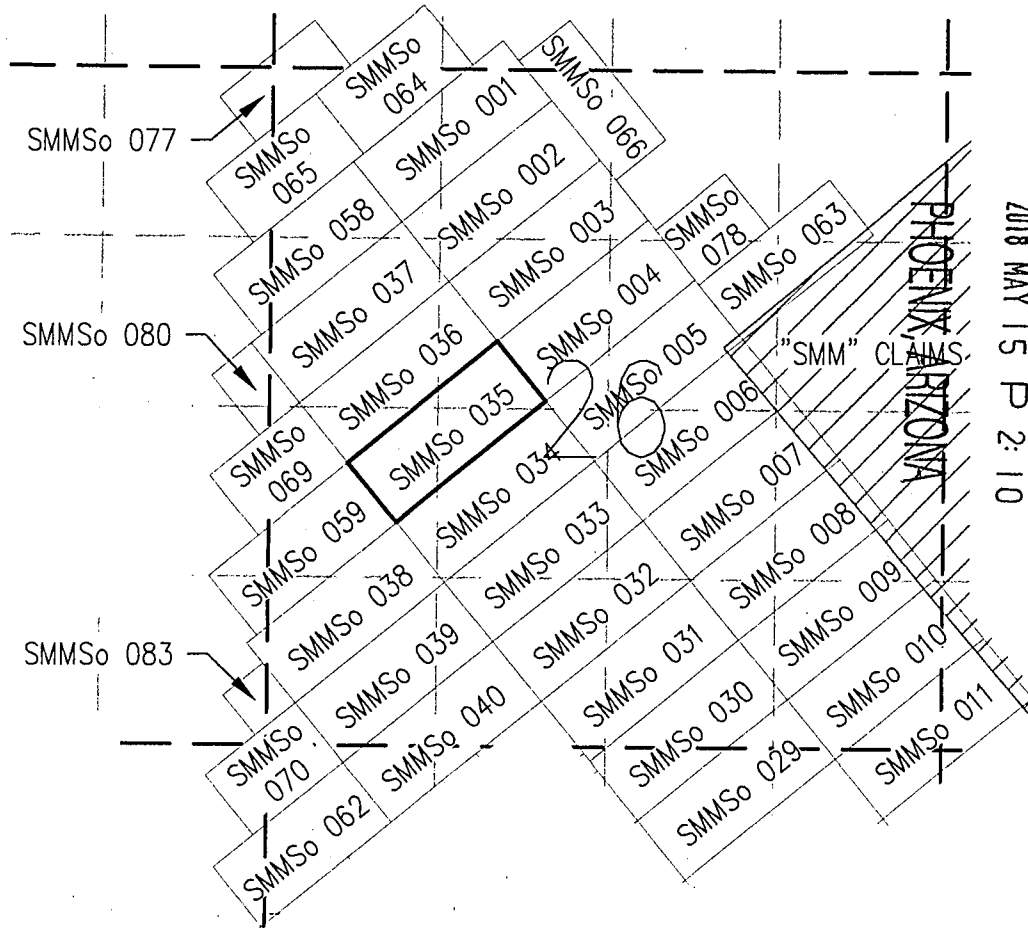 SMMSo 077
SMMSo
064
SMMSo 001
SMMSo 066
SMMSo
065
SMMSo 002
SMMSo 058
SMMSo 003
SMMSo
078
SMMSo 063
SMMSo 037
SMMSo 004
SMMSo 080
SMMSo 036
SMMSo 005
"SMM" CLAIMS
SMMSo 035
26
SMMSo 006
SMMSo
069
SMMSo 034
SMMSo 007
SMMSo 059
SMMSo 033
SMMSo 008
SMMSo 038
SMMSo 032
SMMSo 009
SMMSo 083
SMMSo 039
SMMSo 031
SMMSo 010
SMMSo
070
SMMSo 040
SMMSo 030
SMMSo 011
SMMSo 062
SMMSo 029
2018 MAY 15 P 2:10
PHOENIX, ARIZONA